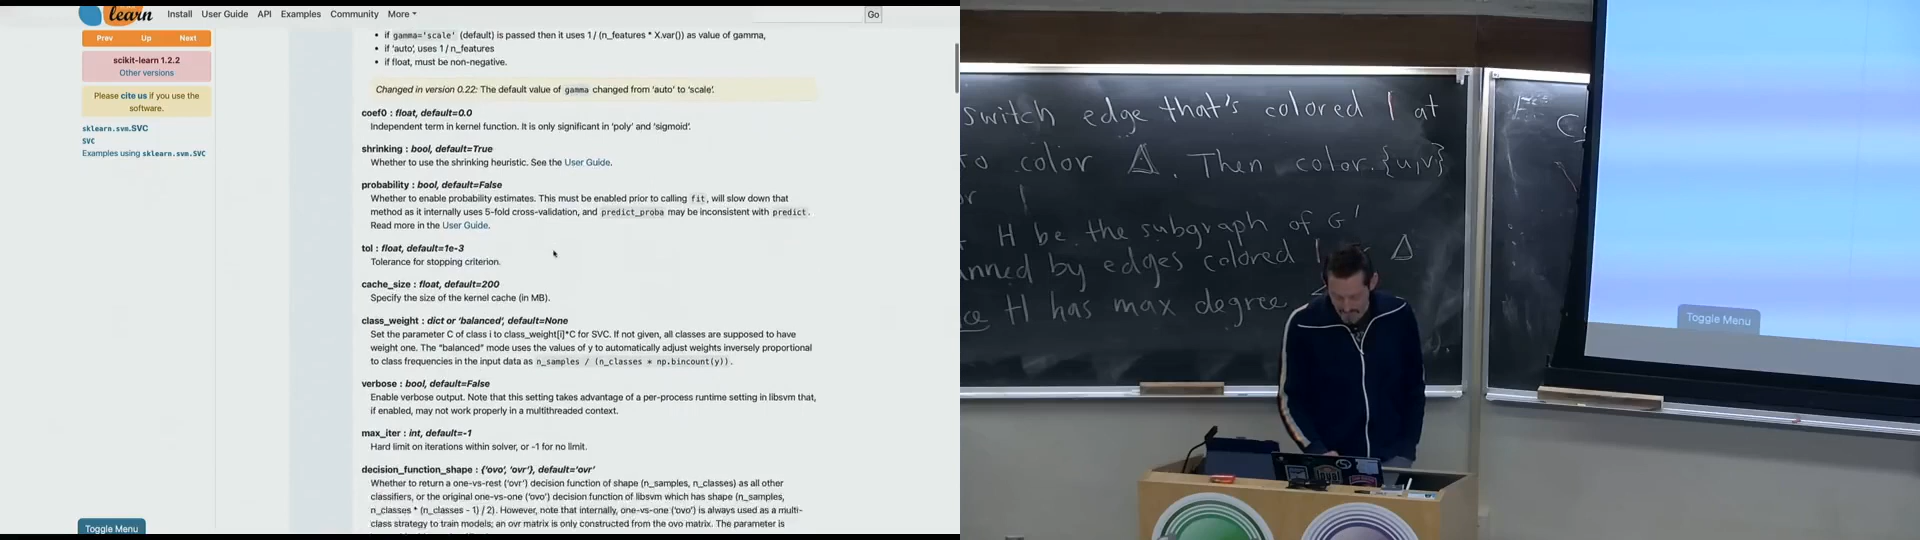 learn Install User Guide API Examples Community More Go
Prev Up Next
scikit-learn 1.2.2
Other versions
Please cite us if you use the
software.
sklearn.svm.SVC
SVC
Examples using sklearn.svm.SVC
Toggle Menu
• if gamma='scale' (default) is passed then it uses 1 / (n_features * X.var()) as value of gamma,
• if ‘auto’, uses 1 / n_features
• if float, must be non-negative.
Changed in version 0.22: The default value of gamma changed from ‘auto’ to ‘scale’.
coef0 : float, default=0.0
Independent term in kernel function. It is only significant in ‘poly’ and ‘sigmoid’.
shrinking : bool, default=True
Whether to use the shrinking heuristic. See the User Guide.
probability : bool, default=False
Whether to enable probability estimates. This must be enabled prior to calling fit, will slow down that
method as it internally uses 5-fold cross-validation, and predict_proba may be inconsistent with predict.
Read more in the User Guide.
tol : float, default=1e-3
Tolerance for stopping criterion.
cache_size : float, default=200
Specify the size of the kernel cache (in MB).
class_weight : dict or ‘balanced’, default=None
Set the parameter C of class i to class_weight[i]*C for SVC. If not given, all classes are supposed to have
weight one. The “balanced” mode uses the values of y to automatically adjust weights inversely proportional
to class frequencies in the input data as n_samples / (n_classes * np.bincount(y)).
verbose : bool, default=False
Enable verbose output. Note that this setting takes advantage of a per-process runtime setting in libsvm that,
if enabled, may not work properly in a multithreaded context.
max_iter : int, default=-1
Hard limit on iterations within solver, or -1 for no limit.
decision_function_shape : {‘ovo’, ‘ovr’}, default=’ovr’
Whether to return a one-vs-rest (‘ovr’) decision function of shape (n_samples, n_classes) as all other
classifiers, or the original one-vs-one (‘ovo’) decision function of libsvm which has shape (n_samples,
n_classes * (n_classes - 1) / 2). However, note that internally, one-vs-one (‘ovo’) is always used as a multi-
class strategy to train models; an ovr matrix is only constructed from the ovo matrix. The parameter is
switch edge that's colored 1 at
to color Δ. Then color {u,v}
or 1
H be the subgraph of G'
anned by edges colored 1 Δ
H has max degree
Toggle Menu